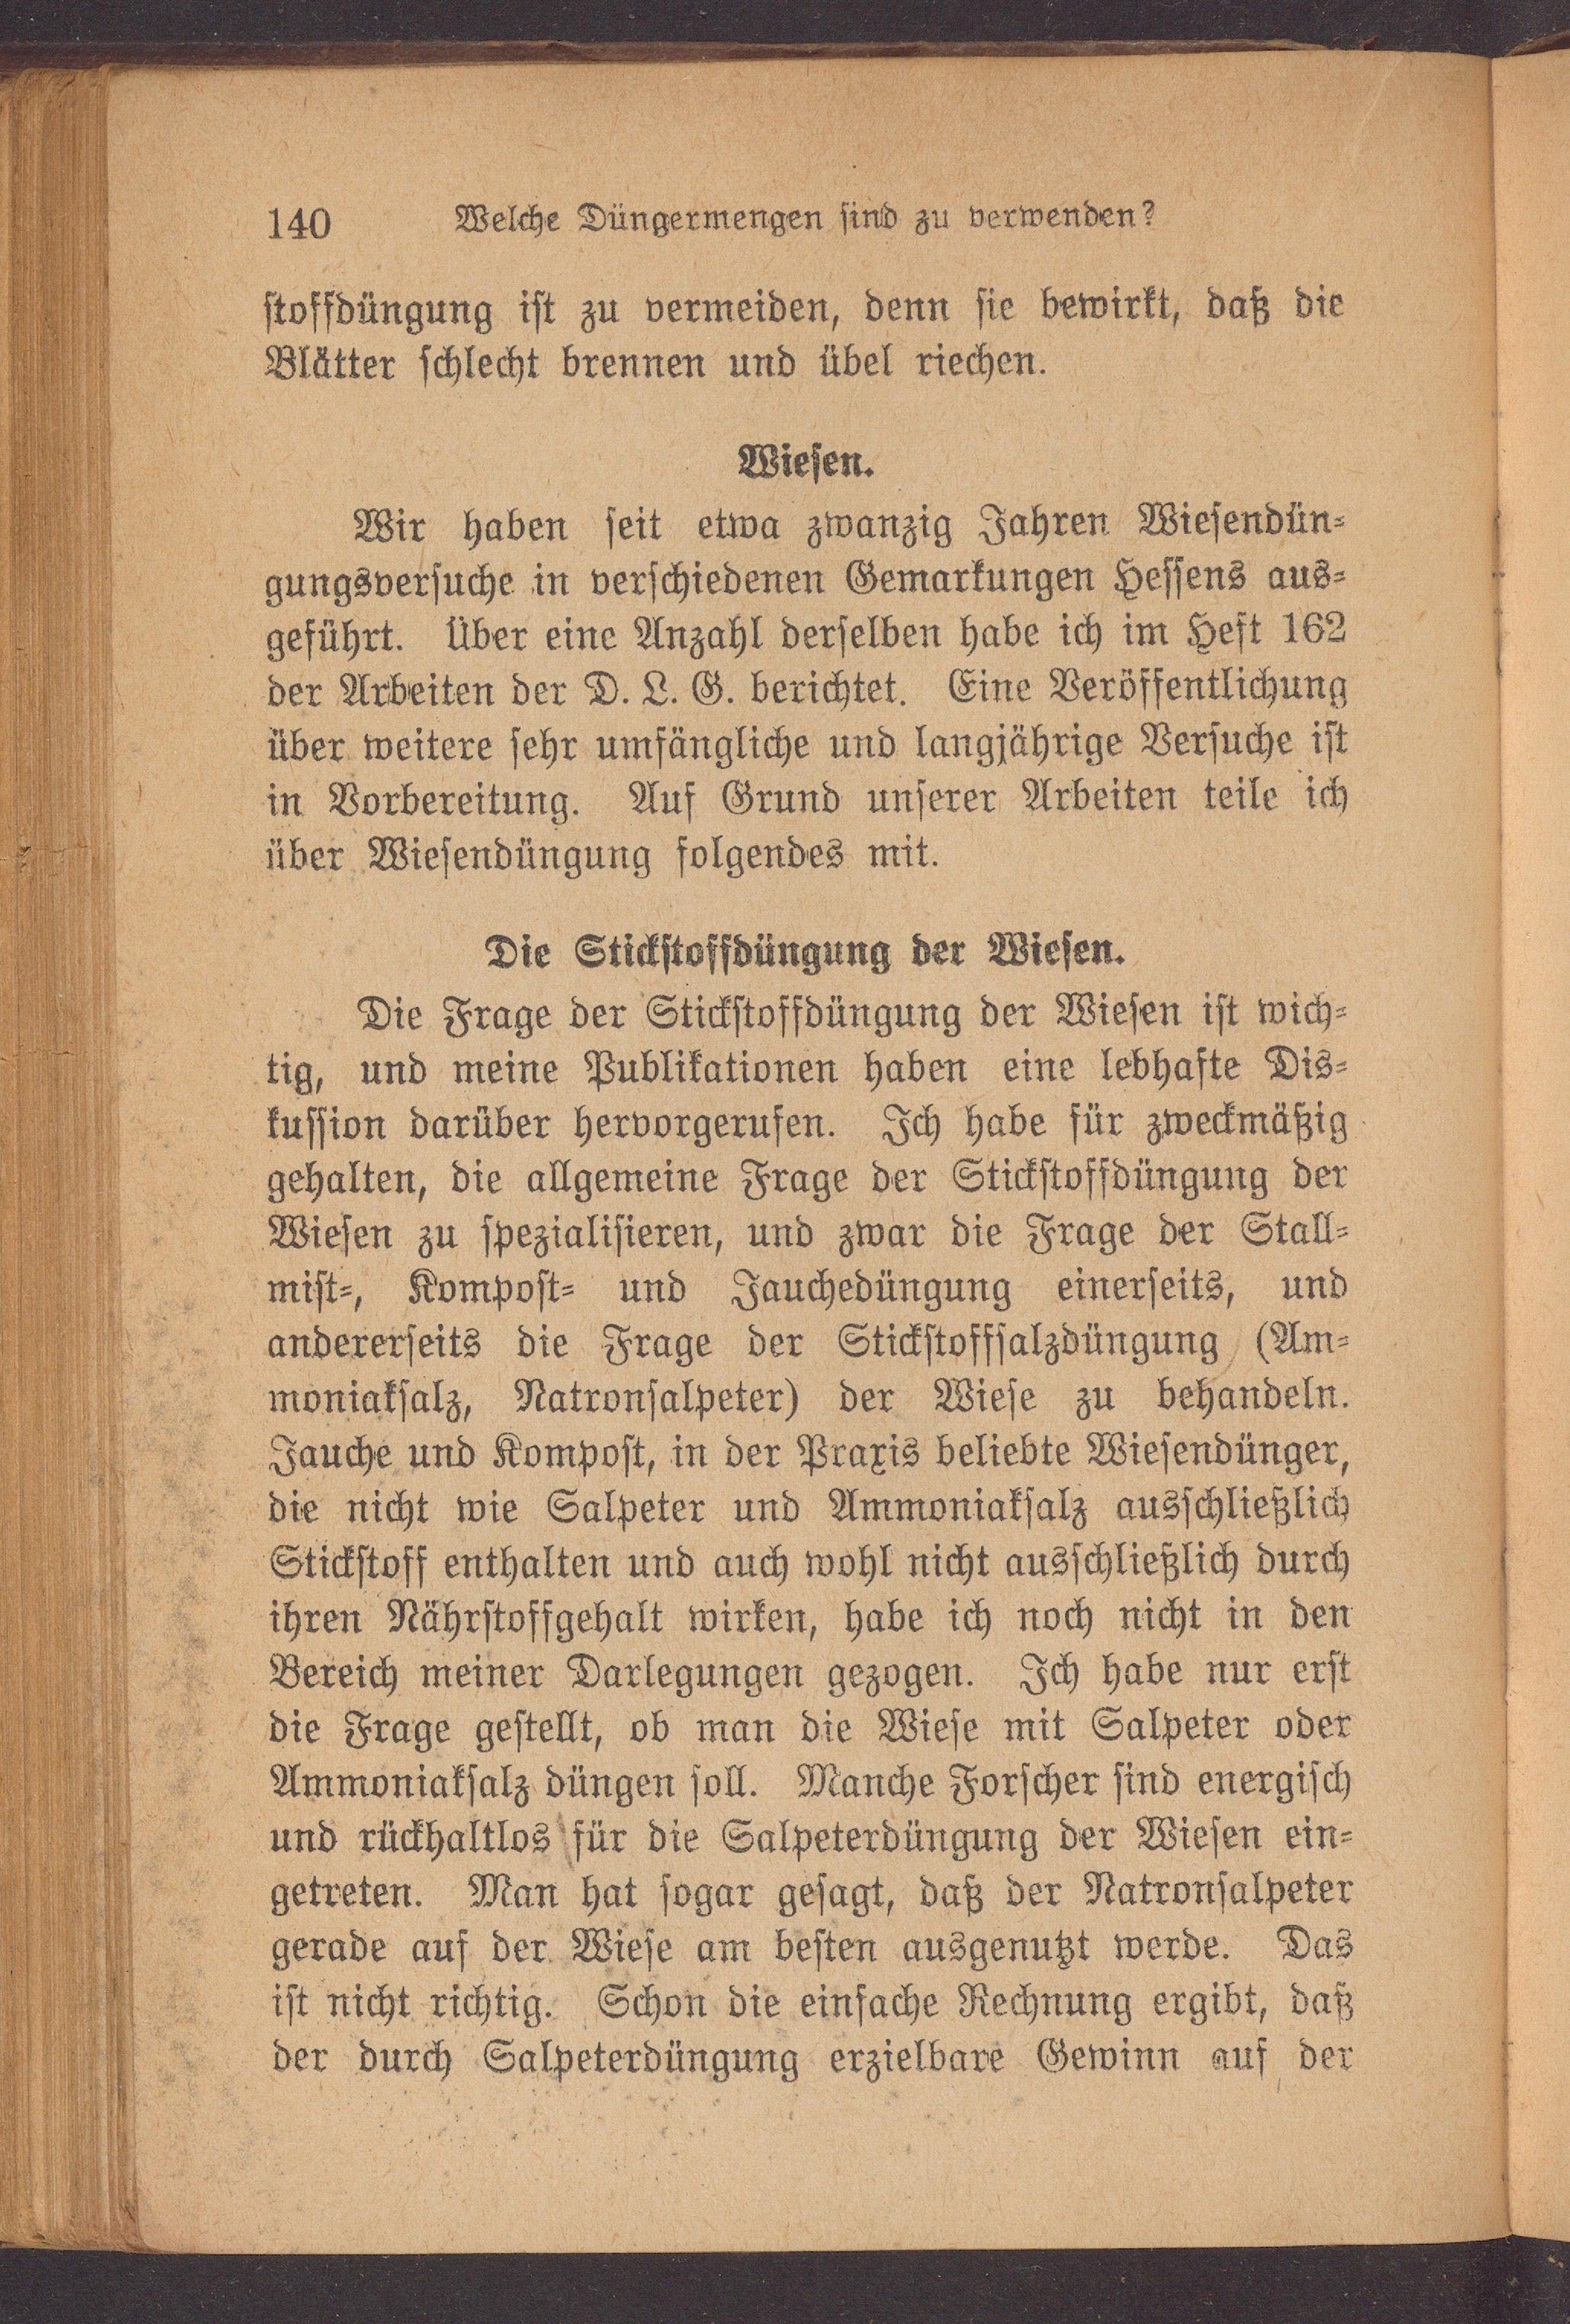 140 Welche Düngermengen sind zu verwenden?
stoffdüngung ist zu vermeiden, denn sie bewirkt, daß die
Blätter schlecht brennen und übel riechen.
Wiesen.
Wir haben seit etwa zwanzig Jahren Wiesendün-
gungsversuche in verschiedenen Gemarkungen Hessens aus-
geführt. Über eine Anzahl derselben habe ich im Heft 162
der Arbeiten der D. L. G. berichtet. Eine Veröffentlichung
über weitere sehr umfängliche und langjährige Versuche ist
in Vorbereitung. Auf Grund unserer Arbeiten teile ich
über Wiesendüngung folgendes mit.
Die Stickstoffdüngung der Wiesen.
Die Frage der Stickstoffdüngung der Wiesen ist wich-
tig, und meine Publikationen haben eine lebhafte Dis-
kussion darüber hervorgerufen. Ich habe für zweckmäßig
gehalten, die allgemeine Frage der Stickstoffdüngung der
Wiesen zu spezialisieren, und zwar die Frage der Stall-
mist-, Kompost- und Jauchedüngung einerseits, und
andererseits die Frage der Stickstoffsalzdüngung (Am-
moniaksalz, Natronsalpeter) der Wiese zu behandeln.
Jauche und Kompost, in der Praxis beliebte Wiesendünger,
die nicht wie Salpeter und Ammoniaksalz ausschließlich
Stickstoff enthalten und auch wohl nicht ausschließlich durch
ihren Nährstoffgehalt wirken, habe ich noch nicht in den
Bereich meiner Darlegungen gezogen. Ich habe nur erst
die Frage gestellt, ob man die Wiese mit Salpeter oder
Ammoniaksalz düngen soll. Manche Forscher sind energisch
und rückhaltlos für die Salpeterdüngung der Wiesen ein-
getreten. Man hat sogar gesagt, daß der Natronsalpeter
gerade auf der Wiese am besten ausgenutzt werde. Das
ist nicht richtig. Schon die einfache Rechnung ergibt, daß
der durch Salpeterdüngung erzielbare Gewinn auf der